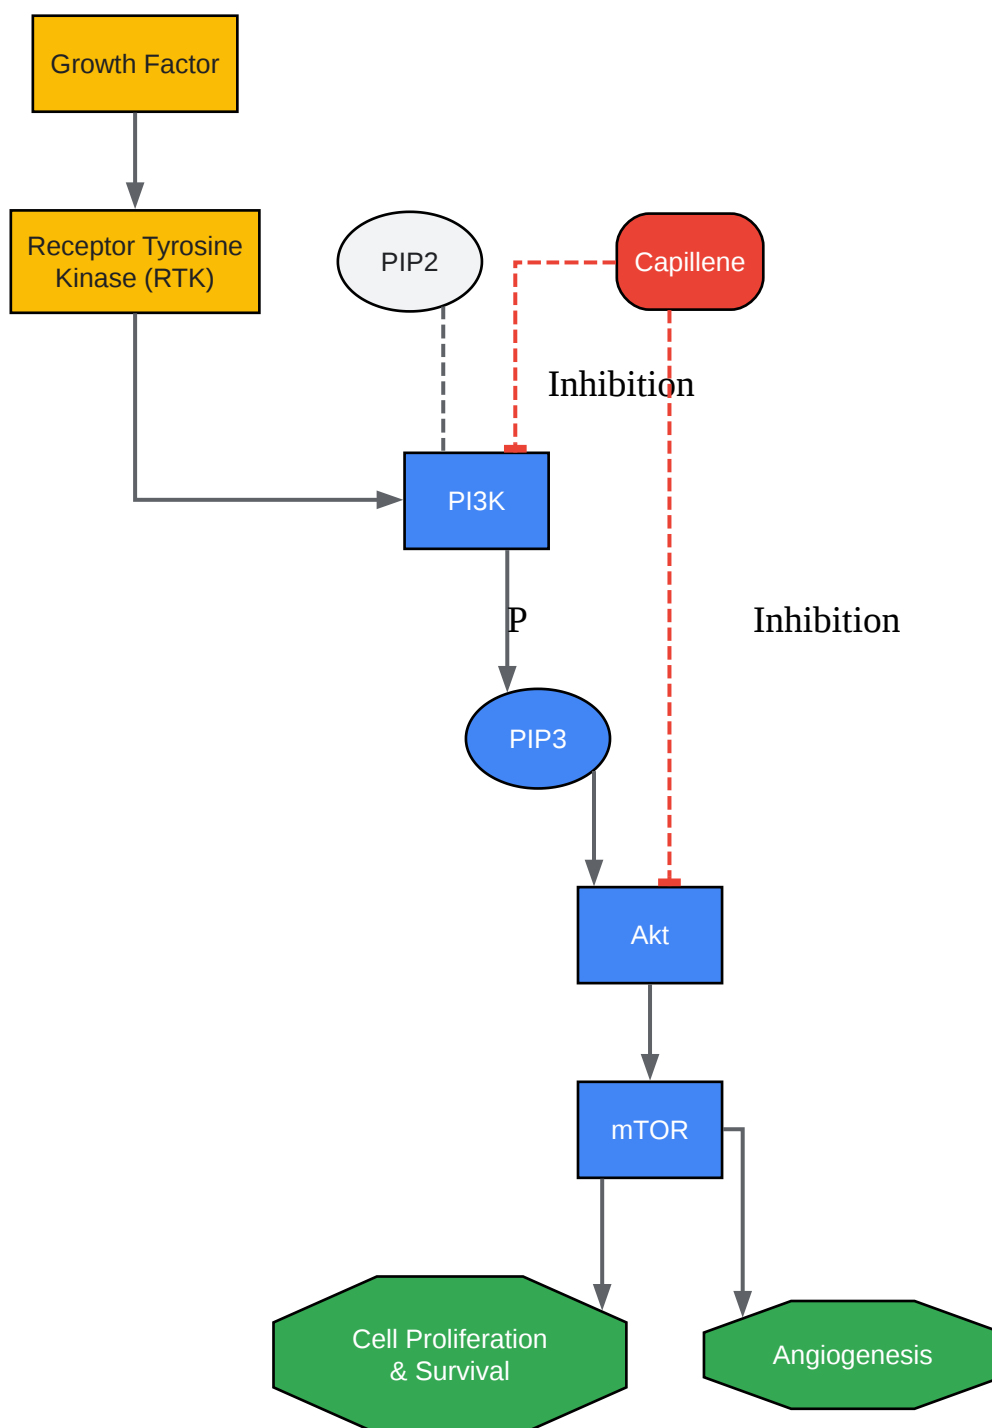 Growth Factor
Receptor Tyrosine
Kinase (RTK)
PIP2
Capillene
Inhibition
PI3K
P
Inhibition
PIP3
Akt
mTOR
Cell Proliferation
& Survival
Angiogenesis